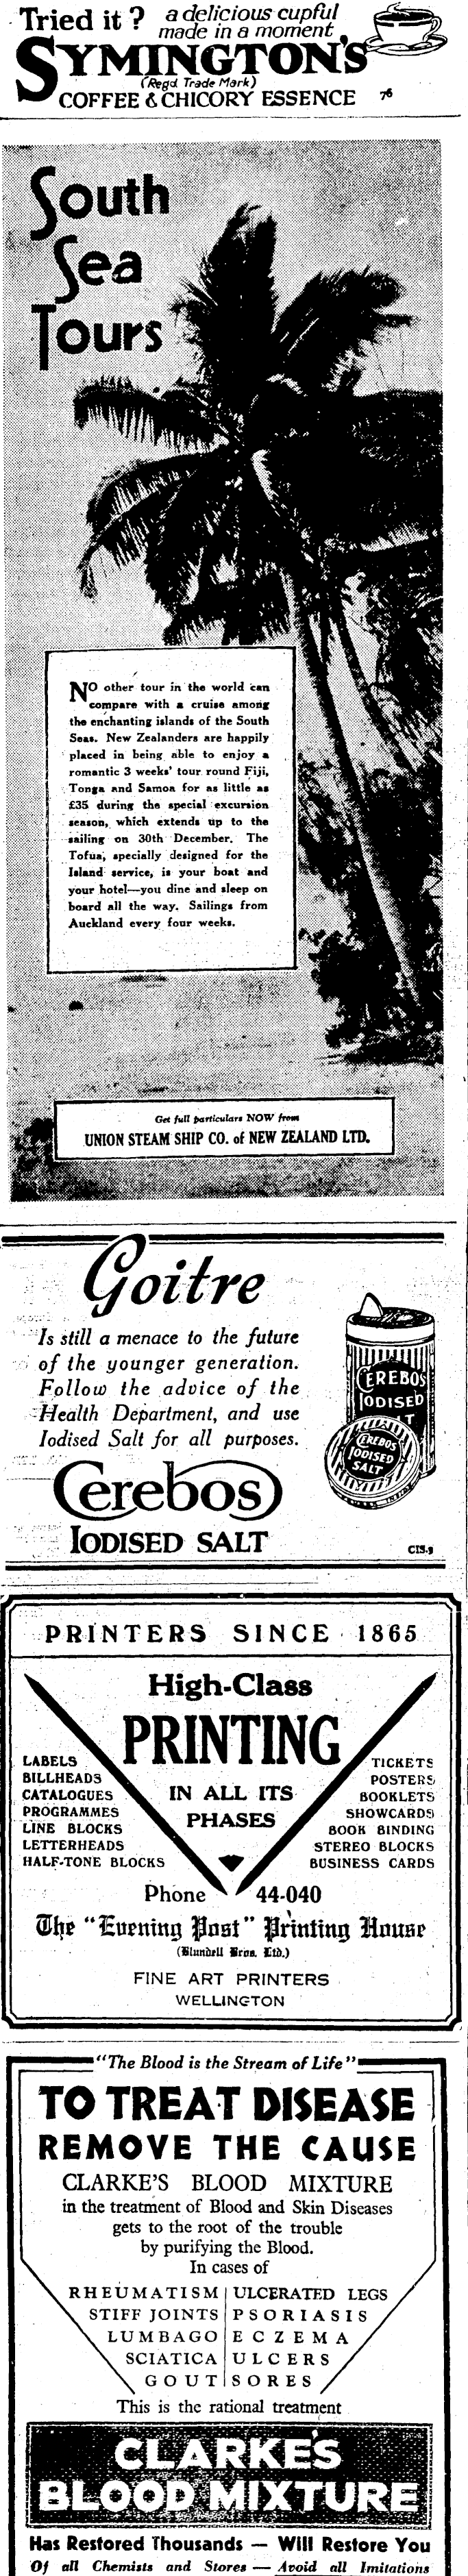 Tried it ? a delicious cupful
made in a moment
SYMINGTON'S
(Regd. Trade Mark)
COFFEE & CHICORY ESSENCE 76
South
Sea
Tours
NO other tour in the world can
compare with a cruise among
the enchanting islands of the South
Seas. New Zealanders are happily
placed in being able to enjoy a
romantic 3 weeks' tour round Fiji,
Tonga and Samoa for as little as
£35 during the special excursion
season, which extends up to the
sailing on 30th December. The
Tofua, specially designed for the
Island service, is your boat and
your hotel—you dine and sleep on
board all the way. Sailings from
Auckland every four weeks.
Get full particulars NOW from
UNION STEAM SHIP CO. of NEW ZEALAND LTD.
Goitre
Is still a menace to the future
of the younger generation.
Follow the advice of the
Health Department, and use
Iodised Salt for all purposes.
CEREBOS
IODISED
T
CEREBOS
IODISED
SALT
Cerebos
IODISED SALT
CIS.9
PRINTERS SINCE 1865
High-Class
PRINTING
IN ALL ITS
PHASES
LABELS
BILLHEADS
CATALOGUES
PROGRAMMES
LINE BLOCKS
LETTERHEADS
HALF-TONE BLOCKS
TICKETS
POSTERS
BOOKLETS
SHOWCARDS
BOOK BINDING
STEREO BLOCKS
BUSINESS CARDS
Phone 44-040
The "Evening Post" Printing House
(Blundell Bros. Ltd.)
FINE ART PRINTERS
WELLINGTON
"The Blood is the Stream of Life"
TO TREAT DISEASE
REMOVE THE CAUSE
CLARKE'S BLOOD MIXTURE
in the treatment of Blood and Skin Diseases
gets to the root of the trouble
by purifying the Blood.
In cases of
RHEUMATISM ULCERATED LEGS
STIFF JOINTS PSORIASIS
LUMBAGO ECZEMA
SCIATICA ULCERS
GOUT SORES
This is the rational treatment
CLARKE'S
BLOOD MIXTURE
Has Restored Thousands — Will Restore You
Of all Chemists and Stores — Avoid all Imitations